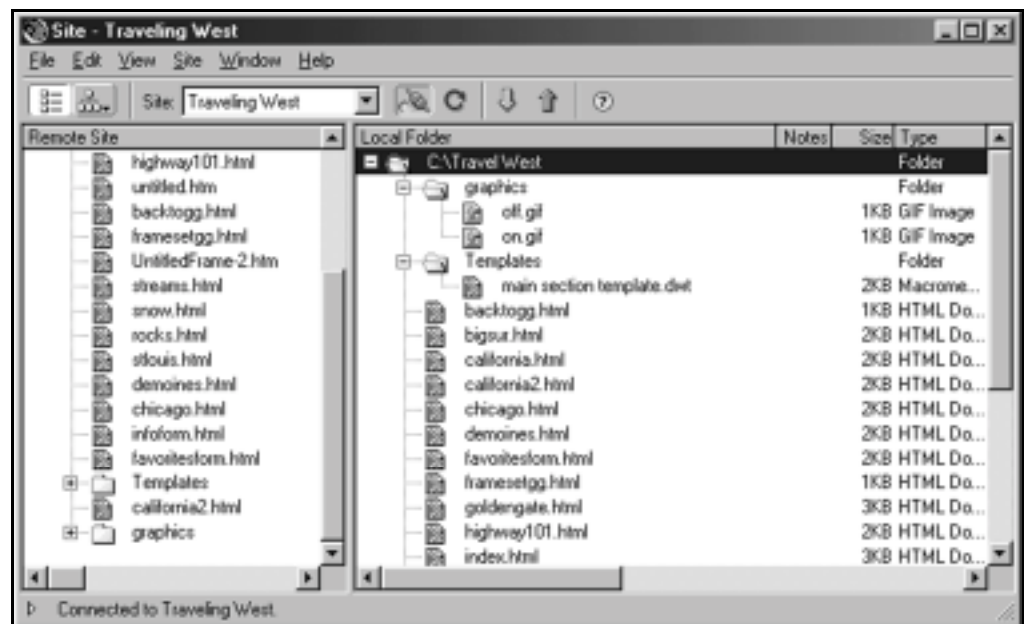 Site - Traveling West
File Edit View Site Window Help
Site: Traveling West
Remote Site
highway101.html
untitled.htm
backtogg.html
framesetgg.html
UntitledFrame-2.htm
streams.html
snow.html
rocks.html
stlouis.html
demoines.html
chicago.html
infoform.html
favoritesform.html
Templates
california2.html
graphics
Local Folder Notes Size Type
C:\Travel West Folder
graphics Folder
off.gif 1KB GIF Image
on.gif 1KB GIF Image
Templates Folder
main section template.dwt 2KB Macrome...
backtogg.html 1KB HTML Do...
bigsur.html 2KB HTML Do...
california.html 2KB HTML Do...
california2.html 2KB HTML Do...
chicago.html 2KB HTML Do...
demoines.html 2KB HTML Do...
favoritesform.html 2KB HTML Do...
framesetgg.html 1KB HTML Do...
goldengate.html 3KB HTML Do...
highway101.html 2KB HTML Do...
index.html 3KB HTML Do...
Connected to Traveling West.